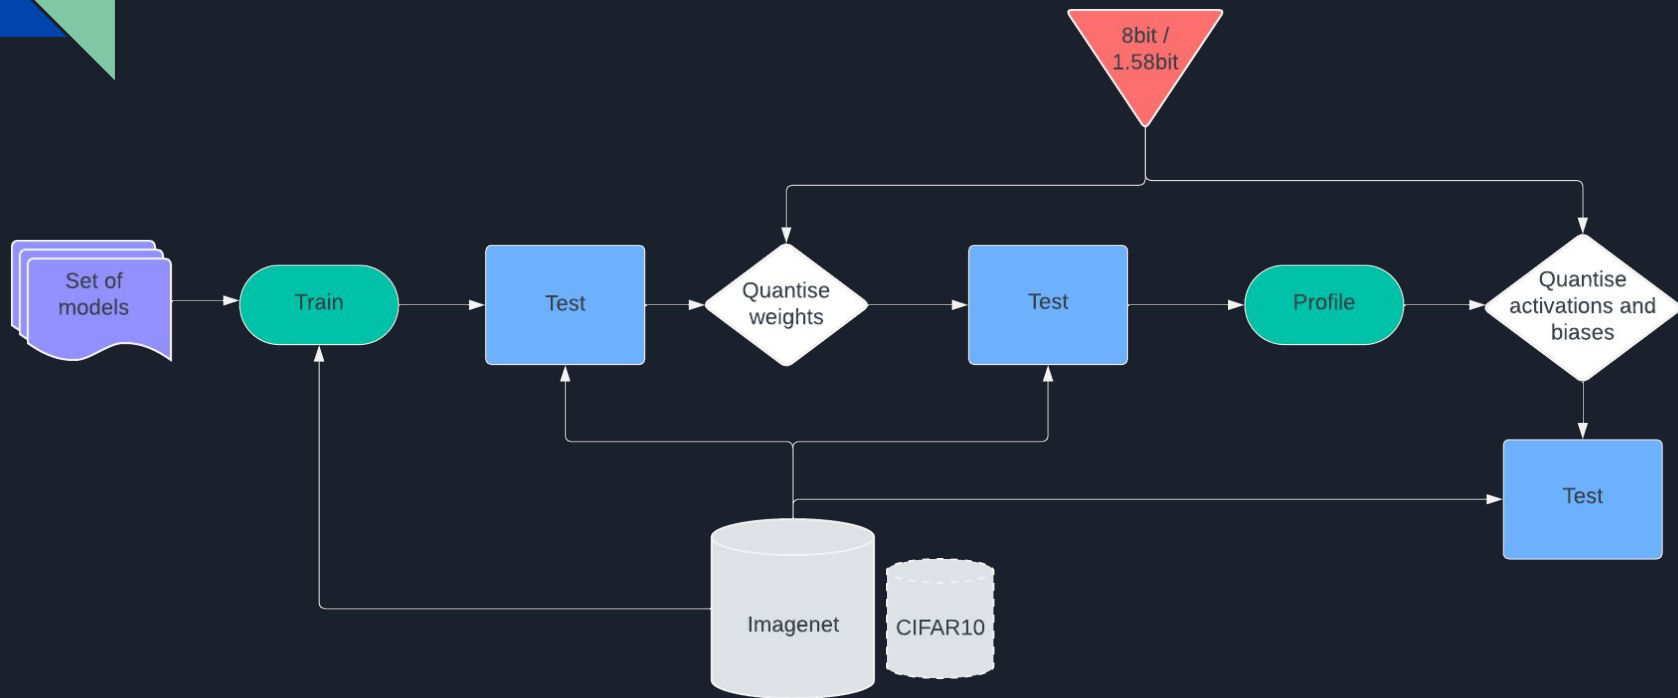 8bit /
1.58bit
Set of
models
Train
Test
Quantise
weights
Test
Profile
Quantise
activations and
biases
Test
Imagenet
CIFAR10